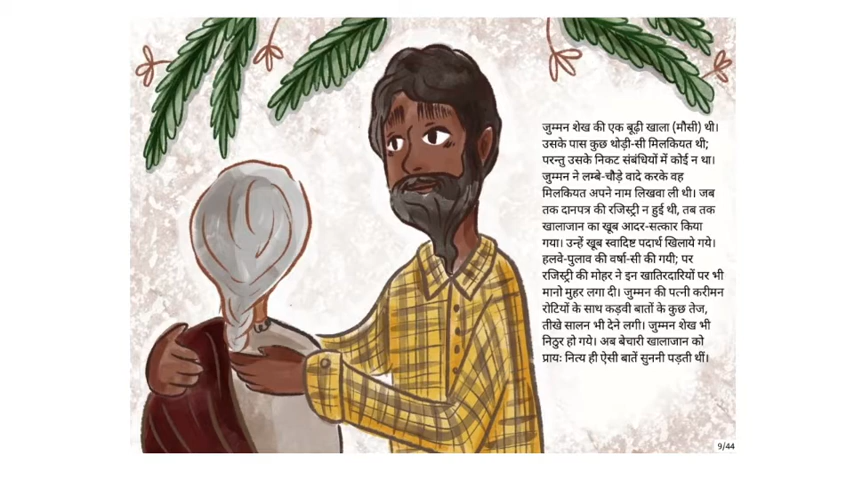 जुम्मन शेख की एक बूढ़ी खाला (मौसी) थी।
उसके पास कुछ थोड़ी-सी मिलकियत थी;
परन्तु उसके निकट संबंधियों में कोई न था।
जुम्मन ने लम्बे-चौड़े वादे करके वह
मिलकियत अपने नाम लिखवा ली थी। जब
तक दानपत्र की रजिस्ट्री न हुई थी, तब तक
खालाजान का खूब आदर-सत्कार किया
गया। उन्हें खूब स्वादिष्ट पदार्थ खिलाये गये।
हलवे-पुलाव की वर्षा-सी की गयी; पर
रजिस्ट्री की मोहर ने इन खातिरदारियों पर भी
मानो मुहर लगा दी। जुम्मन की पत्नी करीमन
रोटियों के साथ कड़वी बातों के कुछ तेज,
तीखे सालन भी देने लगी। जुम्मन शेख भी
निठुर हो गये। अब बेचारी खालाजान को
प्रायः नित्य ही ऐसी बातें सुननी पड़ती थीं।
9/44